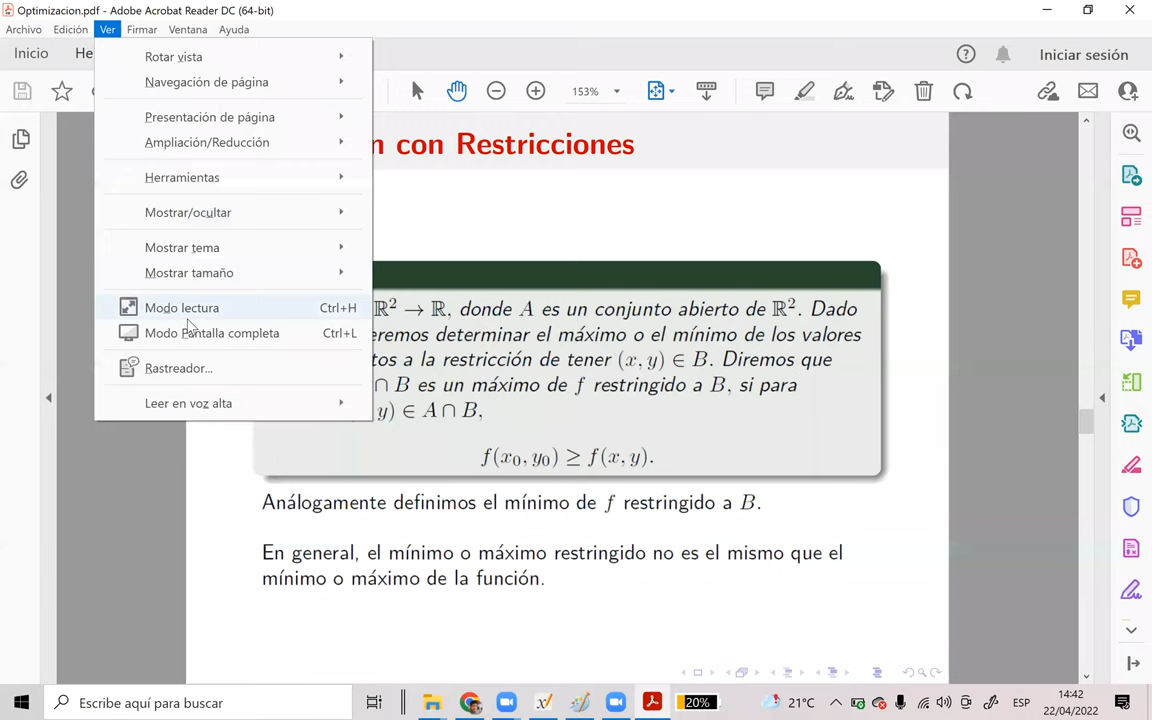 Optimizacion.pdf - Adobe Acrobat Reader DC (64-bit)
Archivo Edición Ver Firmar Ventana Ayuda
Inicio He Iniciar sesión
153%
Rotar vista
Navegación de página
Presentación de página
Ampliación/Reducción
Herramientas
Mostrar/ocultar
Mostrar tema
Mostrar tamaño
Modo lectura Ctrl+H
Modo Pantalla completa Ctrl+L
Rastreador...
Leer en voz alta
n con Restricciones
ℝ² → ℝ, donde A es un conjunto abierto de ℝ². Dado
eremos determinar el máximo o el mínimo de los valores
tos a la restricción de tener (x, y) ∈ B. Diremos que
∩ B es un máximo de f restringido a B, si para
y) ∈ A ∩ B,
f(x₀, y₀) ≥ f(x, y).
Análogamente definimos el mínimo de f restringido a B.
En general, el mínimo o máximo restringido no es el mismo que el
mínimo o máximo de la función.
Escribe aquí para buscar
20%
21°C
ESP
14:42
22/04/2022